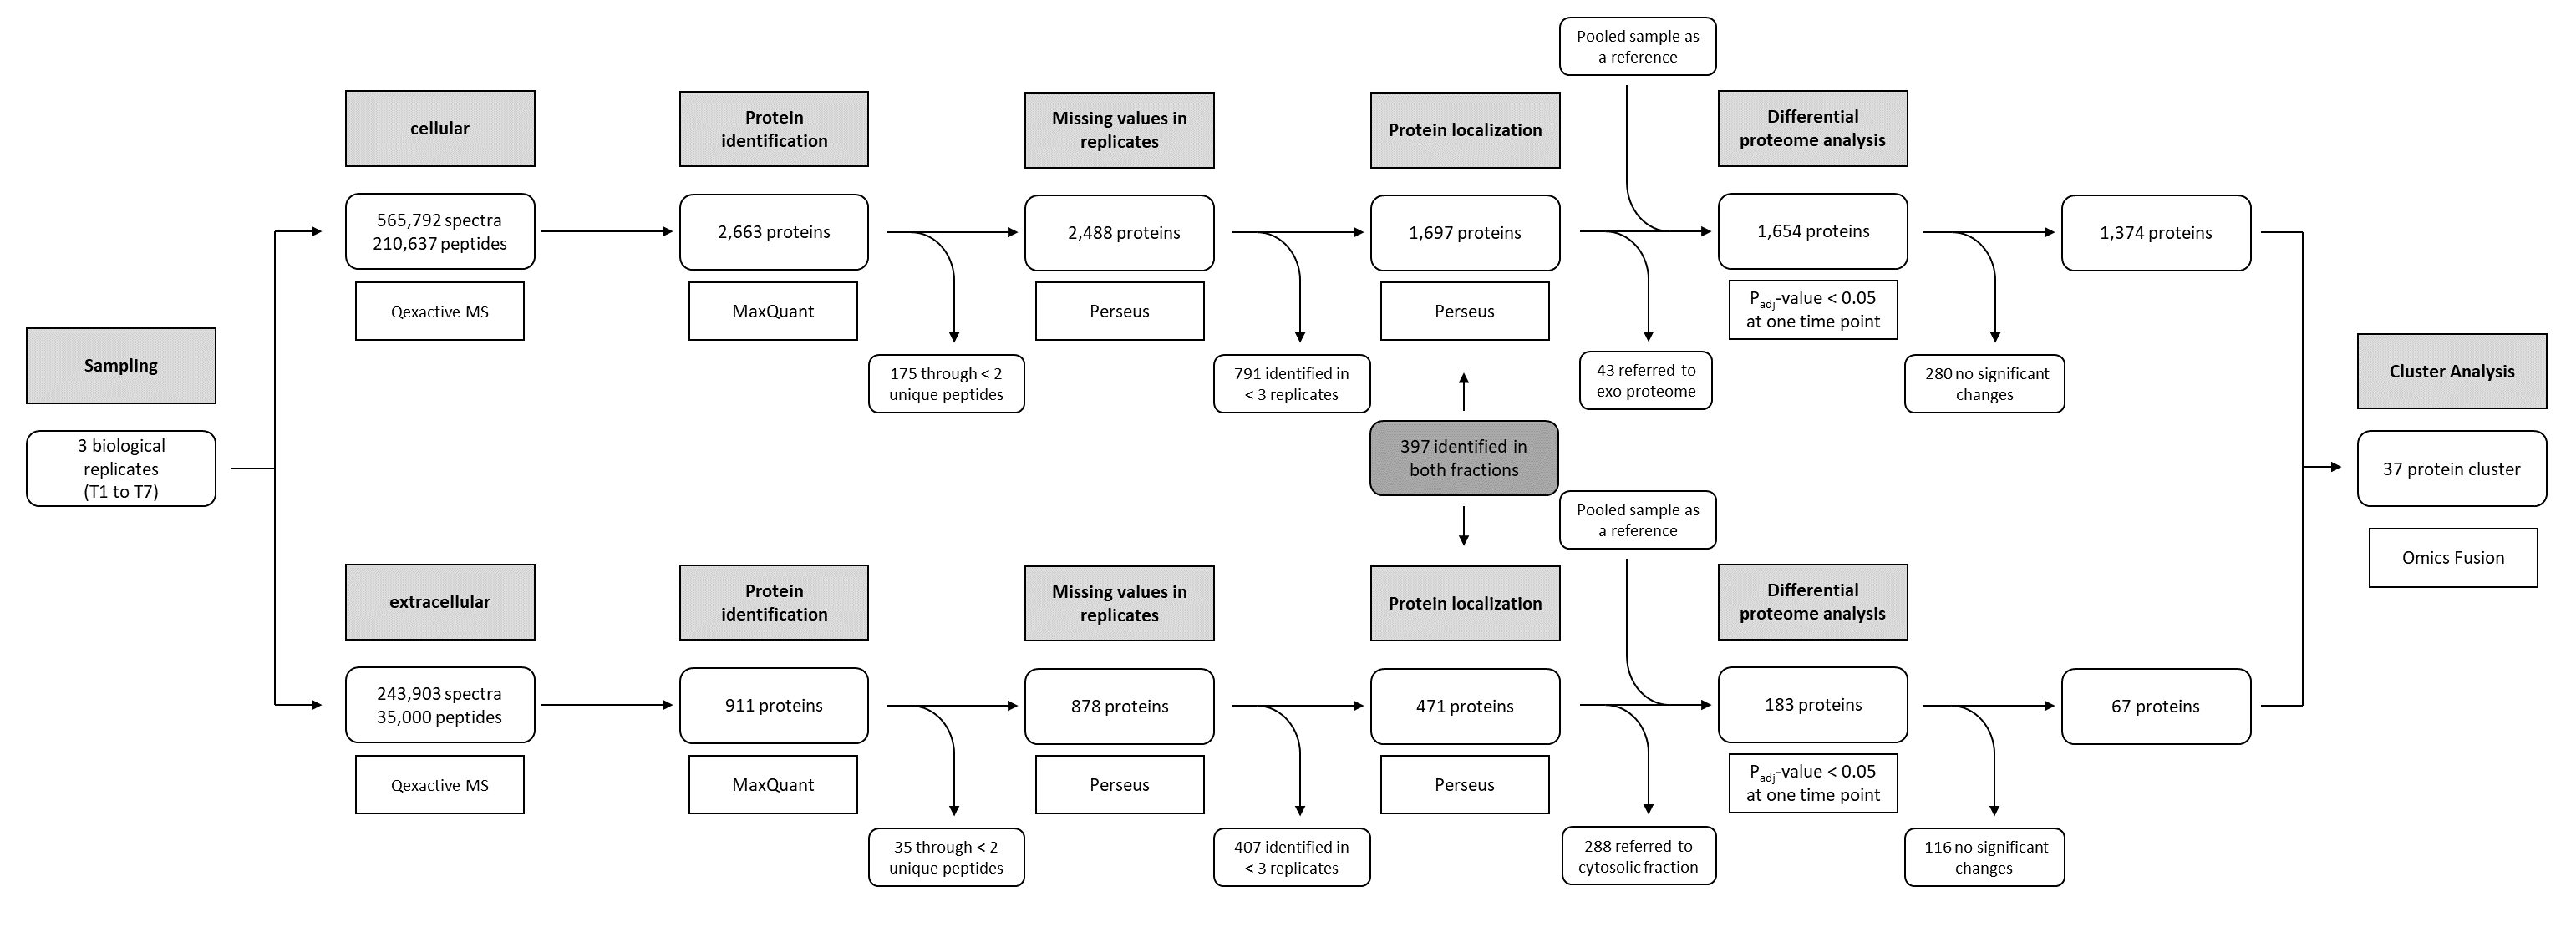 Sampling
3 biological
replicates
(T1 to T7)
cellular
565,792 spectra
210,637 peptides
Qexactive MS
Protein
identification
2,663 proteins
MaxQuant
175 through < 2
unique peptides
Missing values in
replicates
2,488 proteins
Perseus
791 identified in
< 3 replicates
Protein localization
1,697 proteins
Perseus
Pooled sample as
a reference
43 referred to
exo proteome
Differential
proteome analysis
1,654 proteins
Padj-value < 0.05
at one time point
280 no significant
changes
1,374 proteins
397 identified in
both fractions
extracellular
243,903 spectra
35,000 peptides
Qexactive MS
Protein
identification
911 proteins
MaxQuant
35 through < 2
unique peptides
Missing values in
replicates
878 proteins
Perseus
407 identified in
< 3 replicates
Protein localization
471 proteins
Perseus
Pooled sample as
a reference
288 referred to
cytosolic fraction
Differential
proteome analysis
183 proteins
Padj-value < 0.05
at one time point
116 no significant
changes
67 proteins
Cluster Analysis
37 protein cluster
Omics Fusion